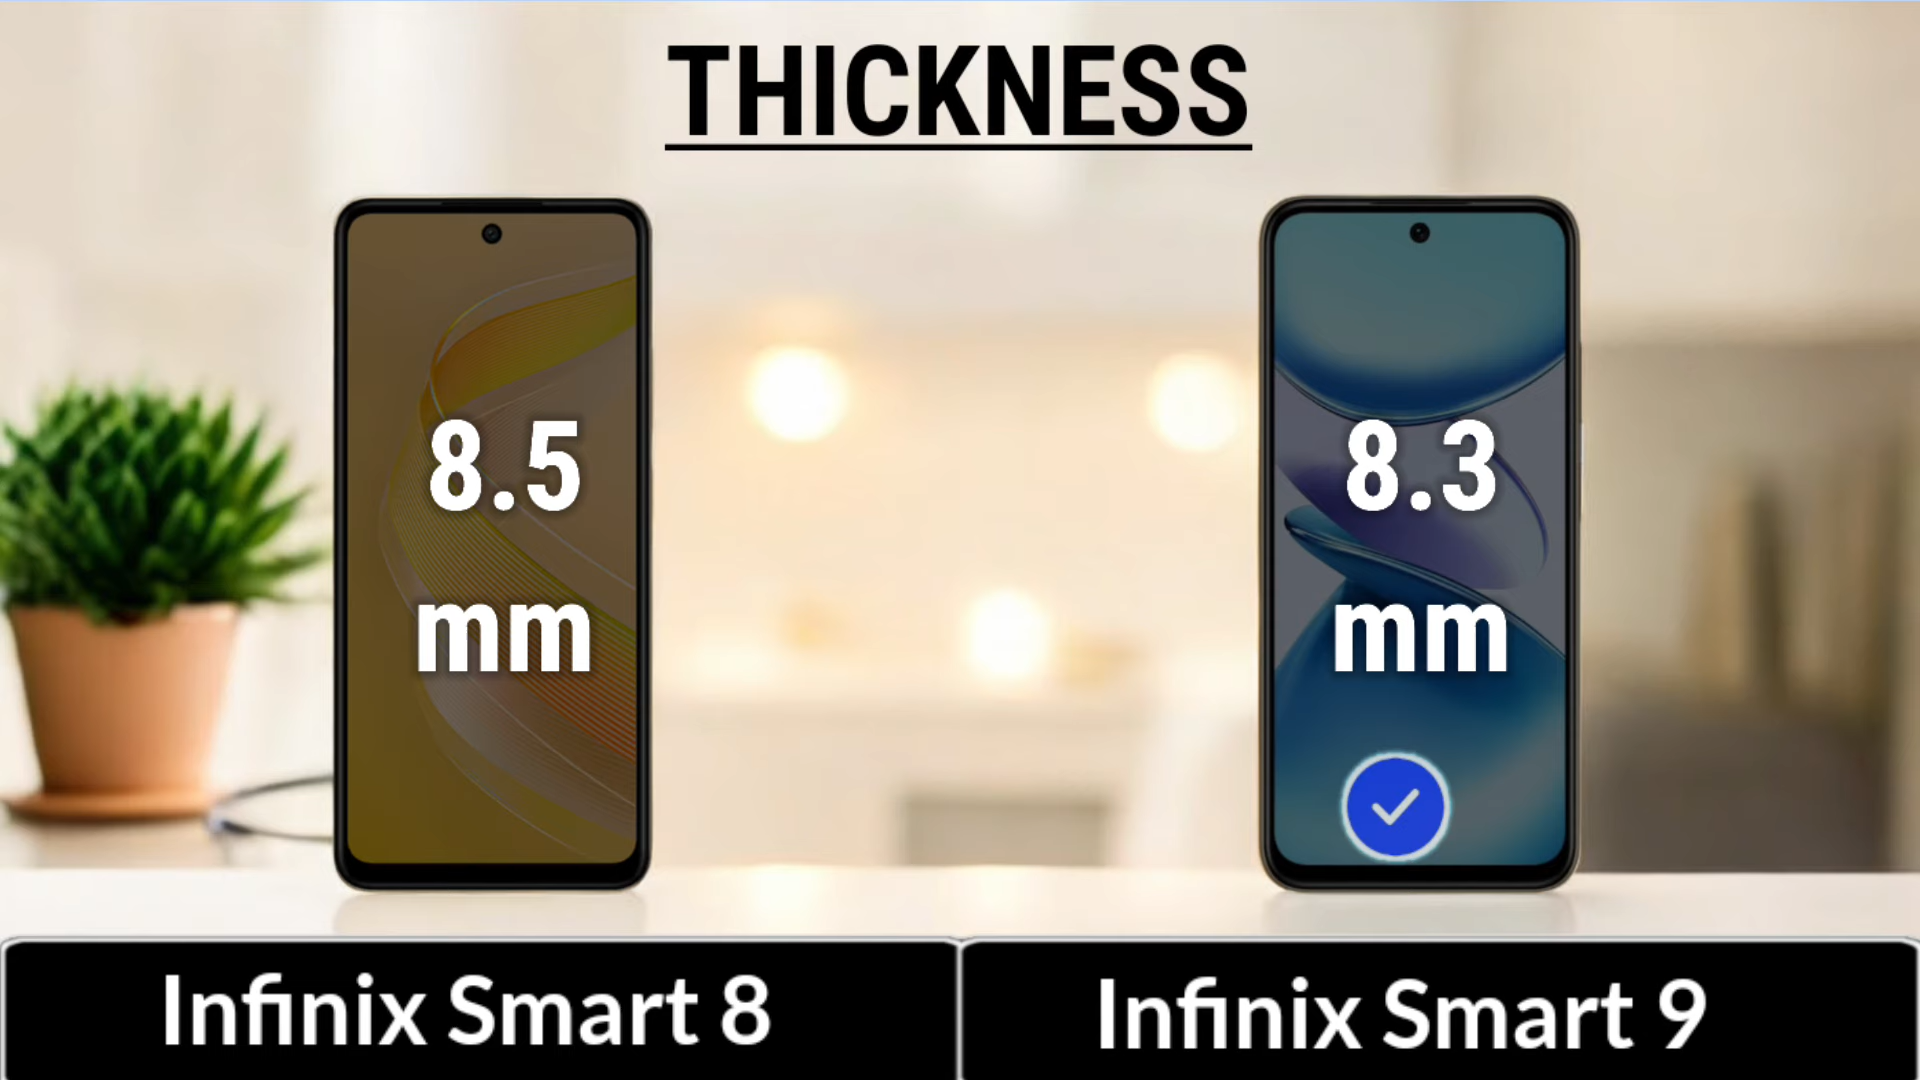 THICKNESS
8.5
mm
8.3
mm
Infinix Smart 8
Infinix Smart 9